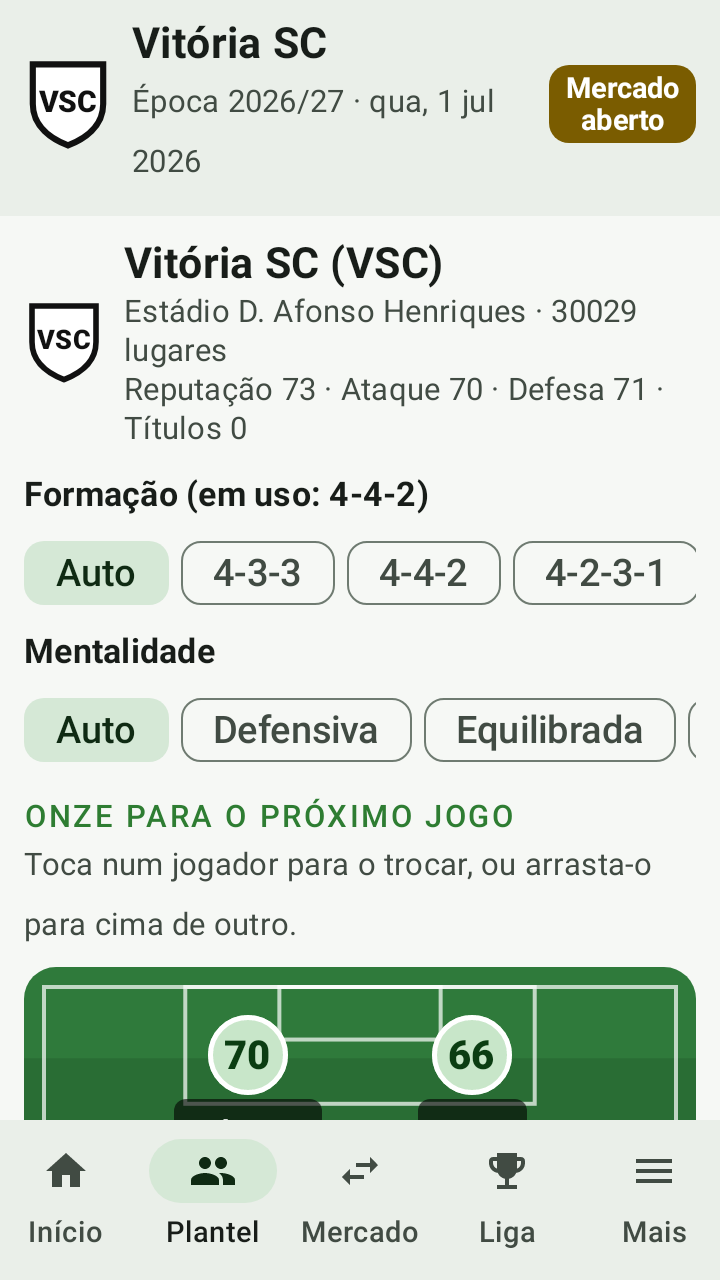 Vitória SC
VSC
Época 2026/27 · qua, 1 jul
2026
Mercado
aberto
Vitória SC (VSC)
VSC
Estádio D. Afonso Henriques · 30029
lugares
Reputação 73 · Ataque 70 · Defesa 71 ·
Títulos 0
Formação (em uso: 4-4-2)
Auto
4-3-3
4-4-2
4-2-3-1
Mentalidade
Auto
Defensiva
Equilibrada
ONZE PARA O PRÓXIMO JOGO
Toca num jogador para o trocar, ou arrasta-o
para cima de outro.
70
66
Início
Plantel
Mercado
Liga
Mais